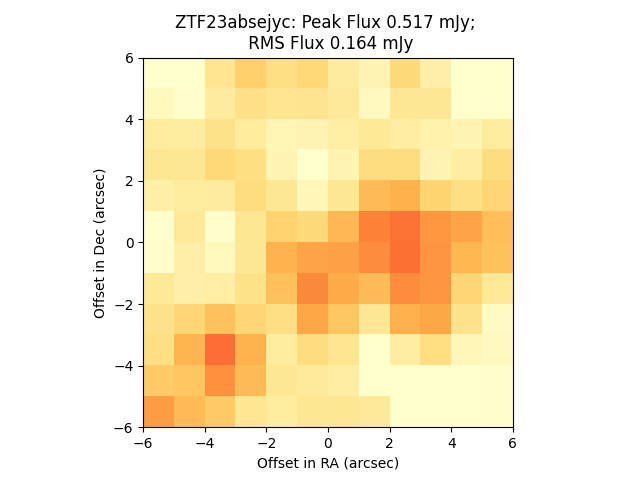 ZTF23absejyc: Peak Flux 0.517 mJy;
RMS Flux 0.164 mJy
6
4
2
0
−2
−4
−6
Offset in Dec (arcsec)
−6 −4 −2 0 2 4 6
Offset in RA (arcsec)